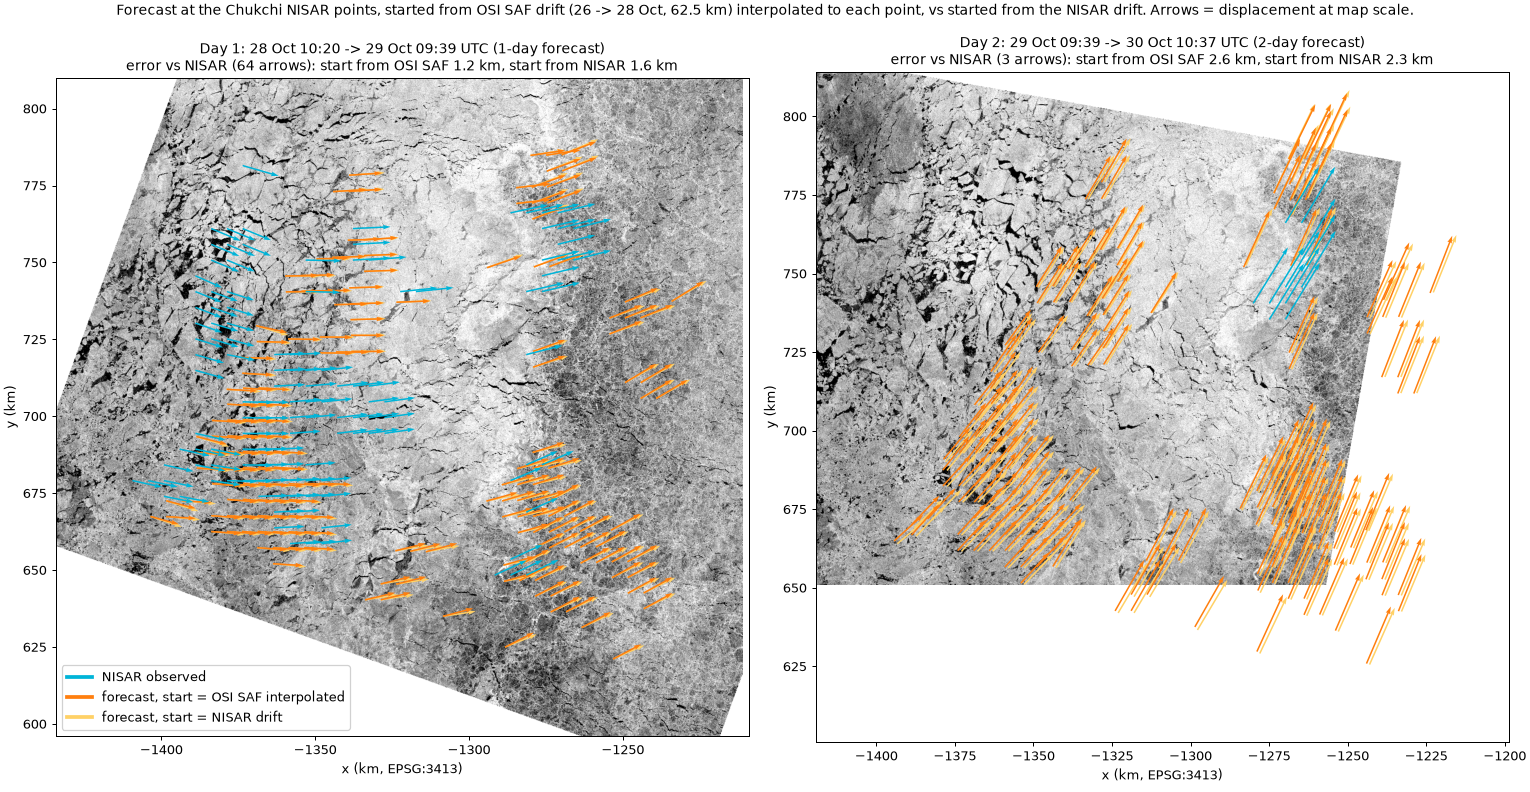 Forecast at the Chukchi NISAR points, started from OSI SAF drift (26 -> 28 Oct, 62.5 km) interpolated to each point, vs started from the NISAR drift. Arrows = displacement at map scale.
Day 1: 28 Oct 10:20 -> 29 Oct 09:39 UTC (1-day forecast)
error vs NISAR (64 arrows): start from OSI SAF 1.2 km, start from NISAR 1.6 km
800
775
750
725
700
675
650
625
600
y (km)
NISAR observed
forecast, start = OSI SAF interpolated
forecast, start = NISAR drift
−1400
−1350
−1300
−1250
x (km, EPSG:3413)
Day 2: 29 Oct 09:39 -> 30 Oct 10:37 UTC (2-day forecast)
error vs NISAR (3 arrows): start from OSI SAF 2.6 km, start from NISAR 2.3 km
800
775
750
725
700
675
650
625
y (km)
−1400
−1375
−1350
−1325
−1300
−1275
−1250
−1225
−1200
x (km, EPSG:3413)